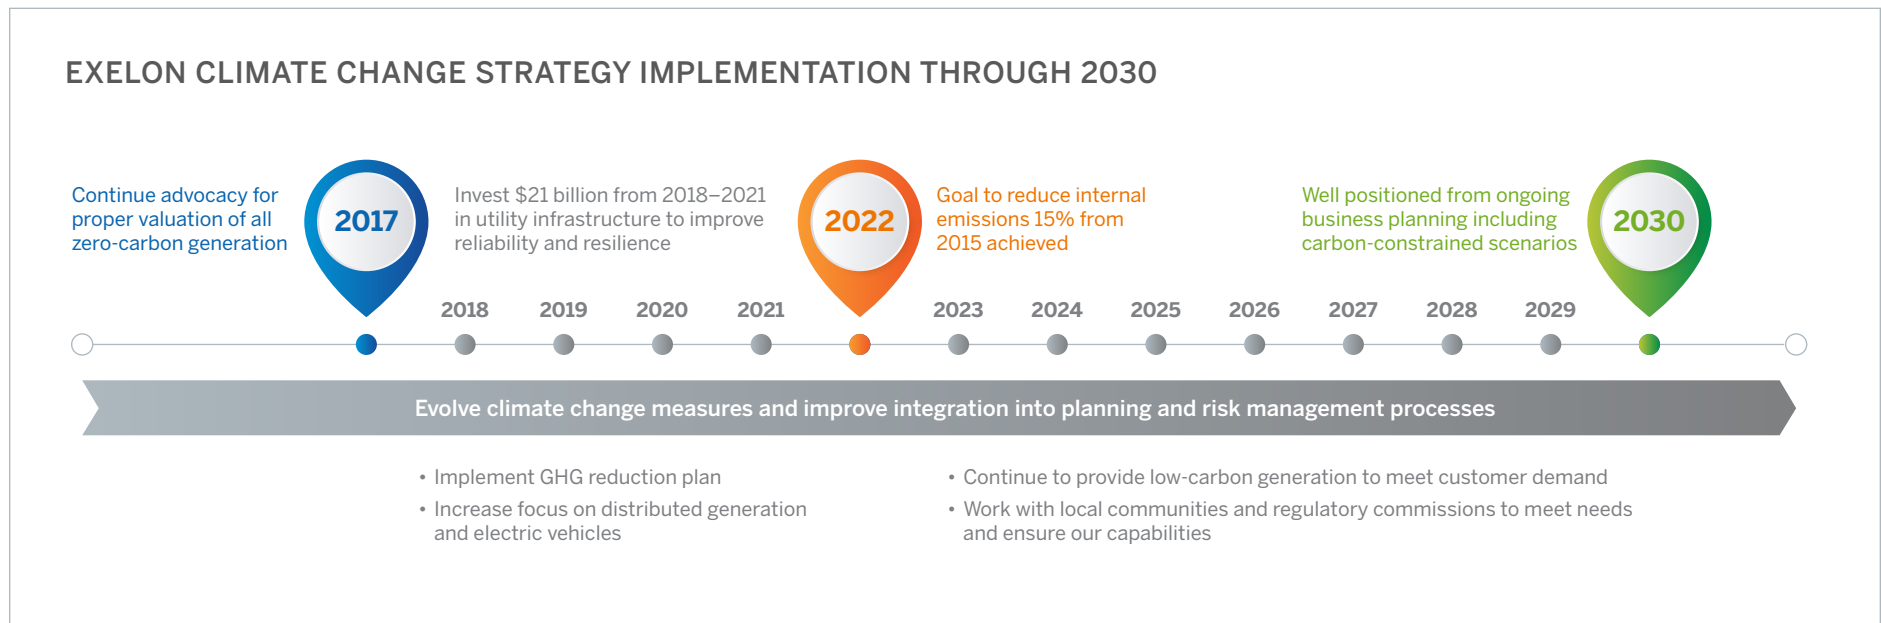 EXELON CLIMATE CHANGE STRATEGY IMPLEMENTATION THROUGH 2030
Continue advocacy for
proper valuation of all
zero-carbon generation
2017
Invest $21 billion from 2018–2021
in utility infrastructure to improve
reliability and resilience
2022
Goal to reduce internal
emissions 15% from
2015 achieved
Well positioned from ongoing
business planning including
carbon-constrained scenarios
2030
2018 2019 2020 2021 2023 2024 2025 2026 2027 2028 2029
Evolve climate change measures and improve integration into planning and risk management processes
• Implement GHG reduction plan
• Increase focus on distributed generation
and electric vehicles
• Continue to provide low-carbon generation to meet customer demand
• Work with local communities and regulatory commissions to meet needs
and ensure our capabilities